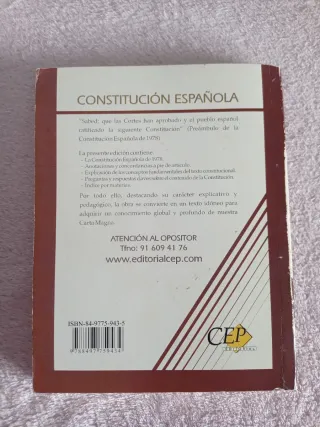 CONSTITUCIÓN ESPAÑOLA
"Sabed: que las Cortes han aprobado y el pueblo español
ratificado la siguiente Constitución" (Preámbulo de la
Constitución Española de 1978)
La presente edición contiene:
- La Constitución Española de 1978.
- Anotaciones y concordancias a pie de artículo.
- Explicación de los conceptos fundamentales del texto constitucional.
- Preguntas y respuestas claves sobre el contenido de la Constitución.
- Índice por materias.
Por todo ello, destacando su carácter explicativo y
pedagógico, la obra se convierte en un texto idóneo para
adquirir un conocimiento global y profundo de nuestra
Carta Magna.
ATENCIÓN AL OPOSITOR
Tfno: 91 609 41 76
www.editorialcep.com
ISBN-84-9775-943-5
CEP